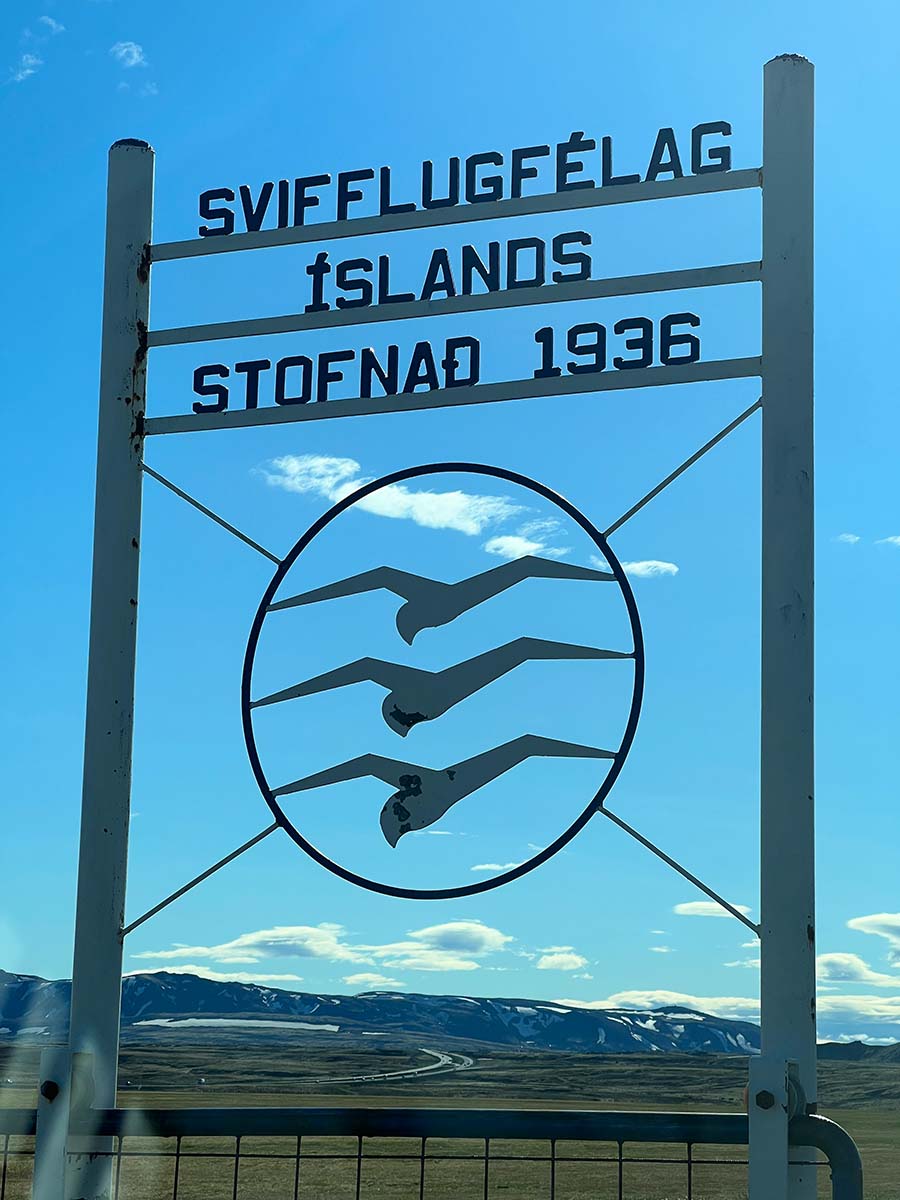 SVIFFLUGFÉLAG
ÍSLANDS
STOFNAÐ 1936